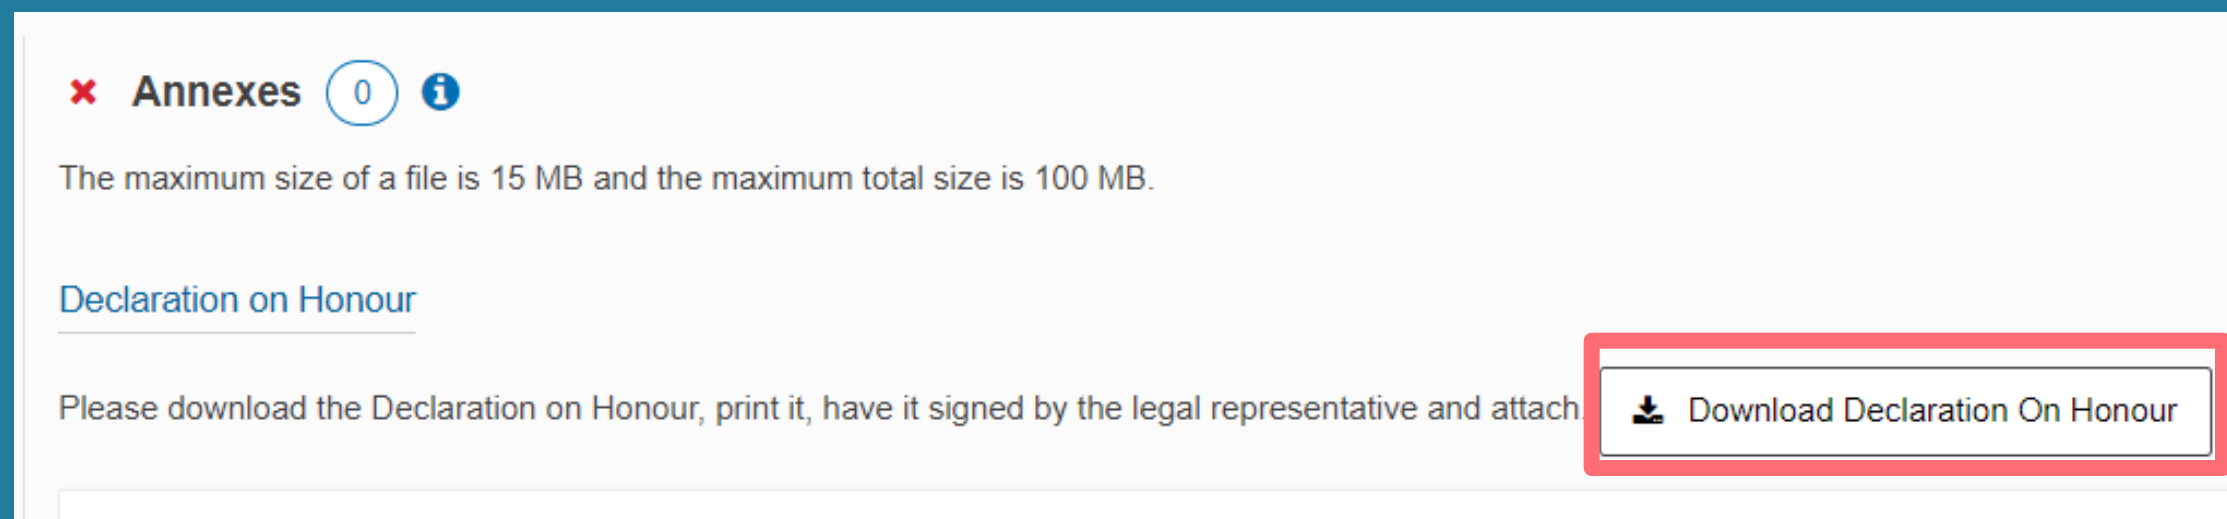 Annexes 0
The maximum size of a file is 15 MB and the maximum total size is 100 MB.
Declaration on Honour
Please download the Declaration on Honour, print it, have it signed by the legal representative and attach. Download Declaration On Honour